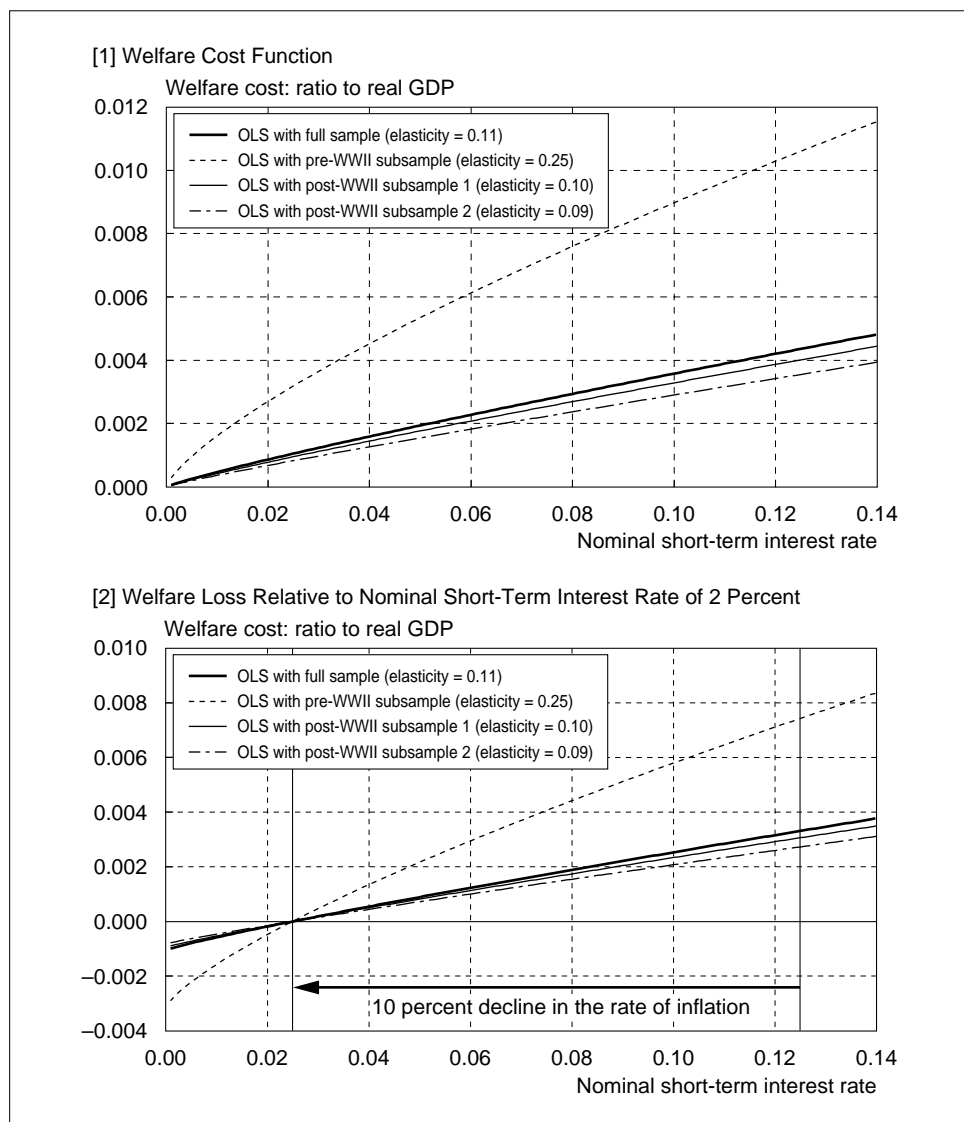 [1] Welfare Cost Function
Welfare cost: ratio to real GDP
0.012
0.010
0.008
0.006
0.004
0.002
0.000
OLS with full sample (elasticity = 0.11)
OLS with pre-WWII subsample (elasticity = 0.25)
OLS with post-WWII subsample 1 (elasticity = 0.10)
OLS with post-WWII subsample 2 (elasticity = 0.09)
0.00 0.02 0.04 0.06 0.08 0.10 0.12 0.14
Nominal short-term interest rate
[2] Welfare Loss Relative to Nominal Short-Term Interest Rate of 2 Percent
Welfare cost: ratio to real GDP
0.010
0.008
0.006
0.004
0.002
0.000
–0.002
–0.004
OLS with full sample (elasticity = 0.11)
OLS with pre-WWII subsample (elasticity = 0.25)
OLS with post-WWII subsample 1 (elasticity = 0.10)
OLS with post-WWII subsample 2 (elasticity = 0.09)
10 percent decline in the rate of inflation
0.00 0.02 0.04 0.06 0.08 0.10 0.12 0.14
Nominal short-term interest rate